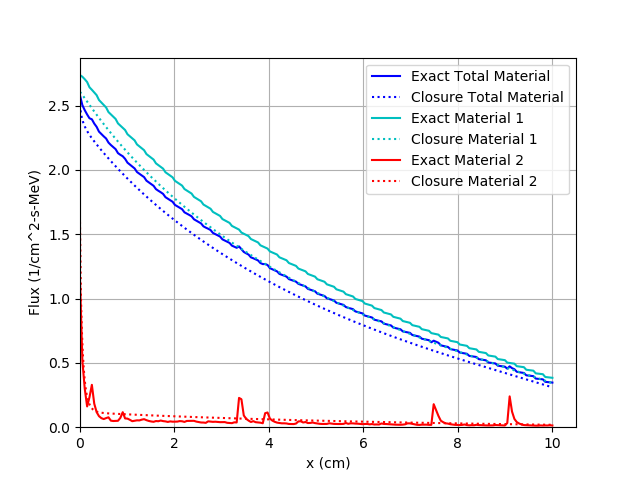 Exact Total Material
Closure Total Material
Exact Material 1
Closure Material 1
Exact Material 2
Closure Material 2
Flux (1/cm^2-s-MeV)
2.5
2.0
1.5
1.0
0.5
0.0
0 2 4 6 8 10
x (cm)